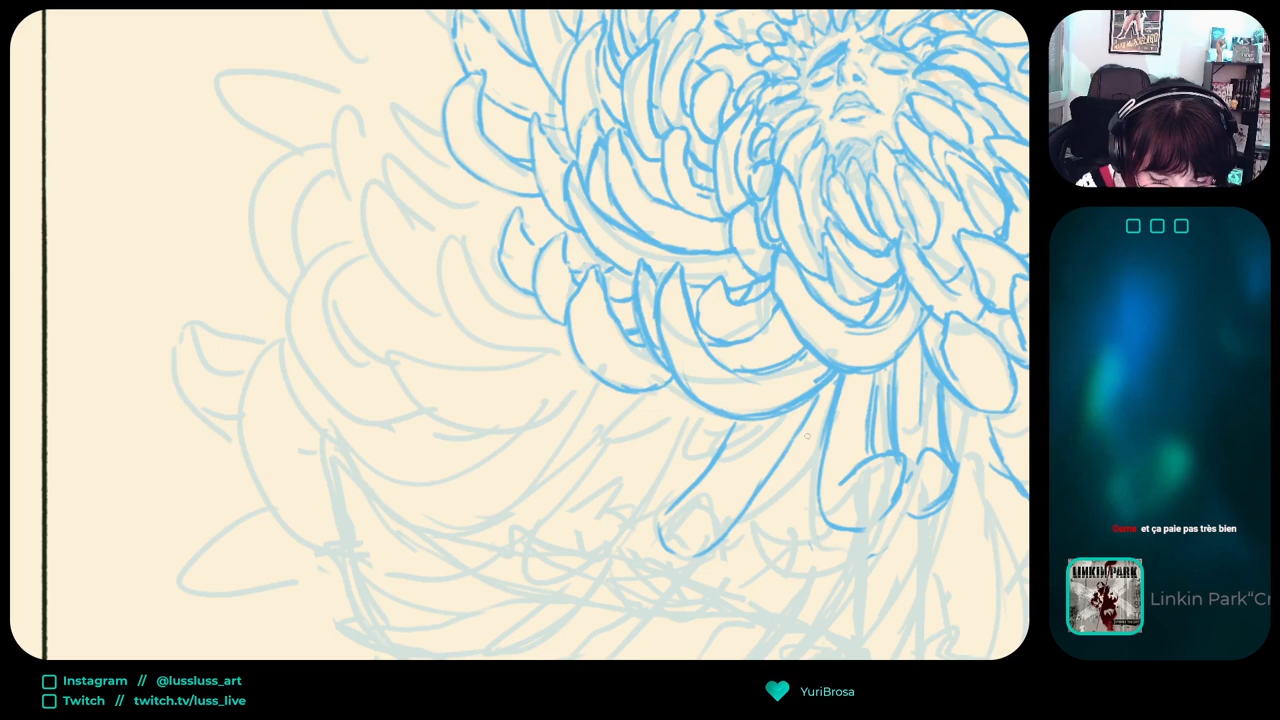 et ça paie pas très bien
LINKIN PARK
Linkin Park“Cr
Instagram // @lussluss_art
Twitch // twitch.tv/luss_live
YuriBrosa